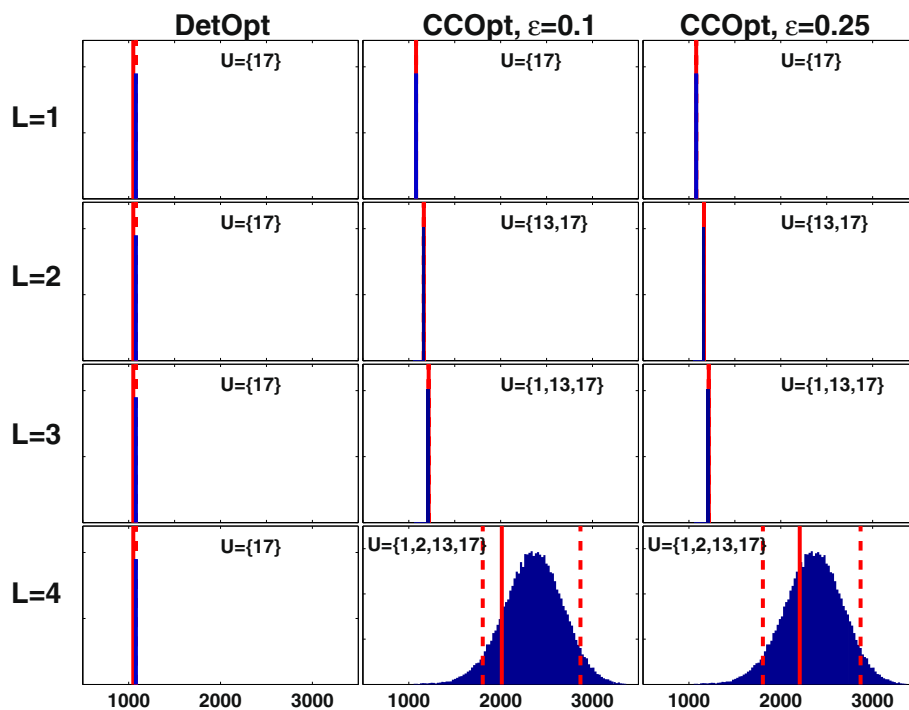 DetOpt CCOpt, ε=0.1 CCOpt, ε=0.25
L=1 U={17} U={17} U={17}
L=2 U={17} U={13,17} U={13,17}
L=3 U={17} U={1,13,17} U={1,13,17}
L=4 U={17} U={1,2,13,17} U={1,2,13,17}
1000 2000 3000 1000 2000 3000 1000 2000 3000